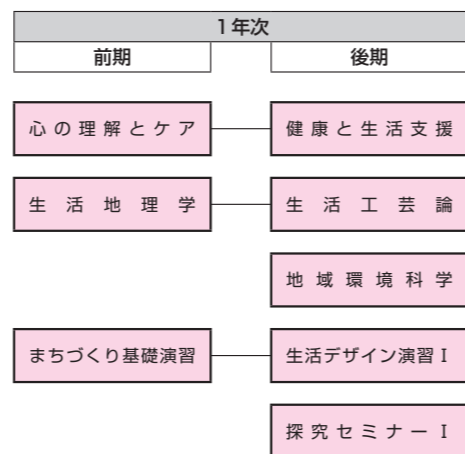 1年次
前期
後期
心の理解とケア
健康と生活支援
生活地理学
生活工芸論
地域環境科学
まちづくり基礎演習
生活デザイン演習Ⅰ
探究セミナーⅠ